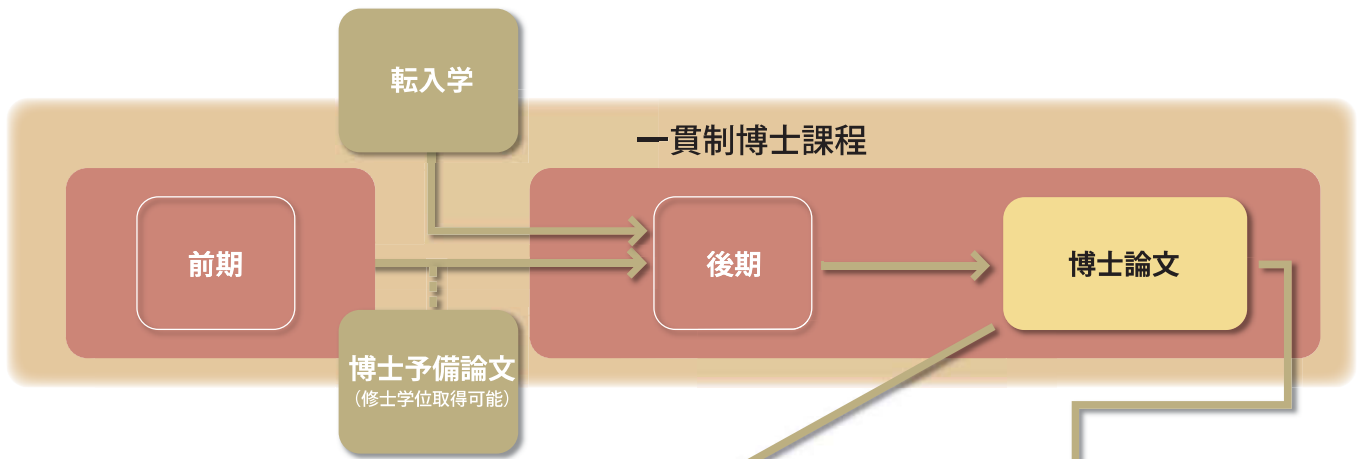 転入学
一貫制博士課程
前期
後期
博士論文
博士予備論文
（修士学位取得可能）